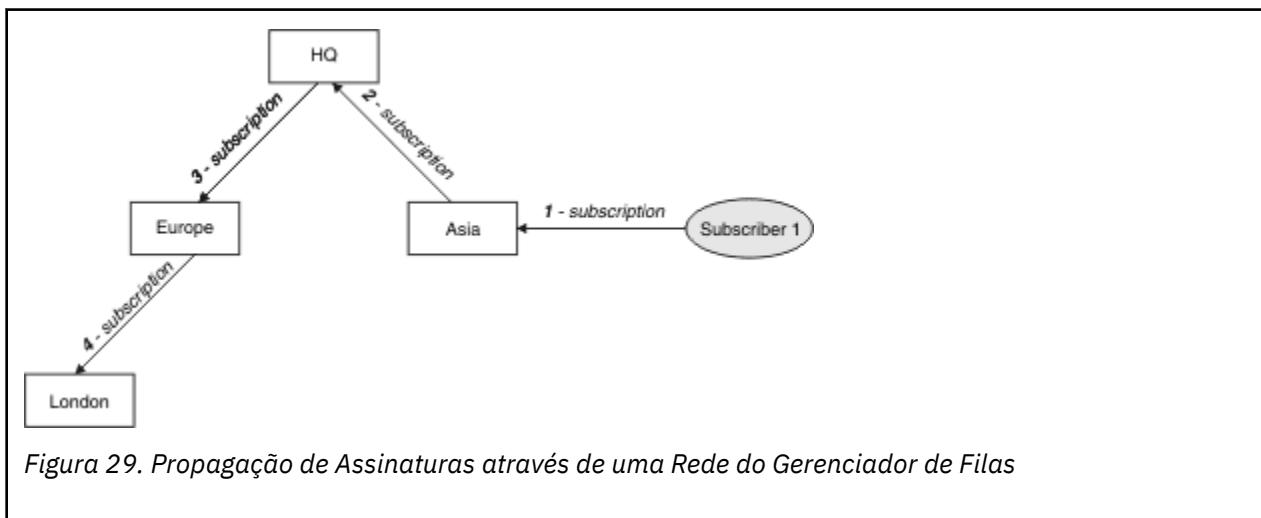 HQ
3 - subscription
2 - subscription
Europe
Asia
1 - subscription
Subscriber 1
4 - subscription
London
Figura 29. Propagação de Assinaturas através de uma Rede do Gerenciador de Filas